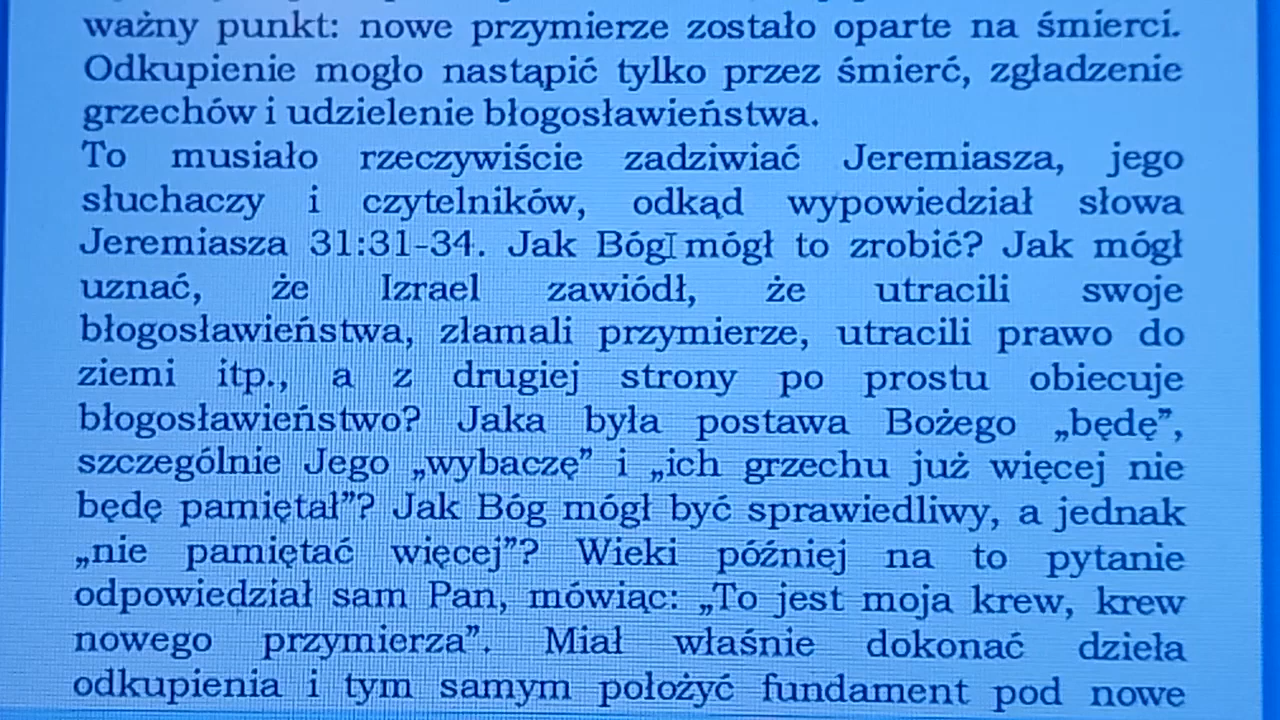 ważny punkt: nowe przymierze zostało oparte na śmierci.
Odkupienie mogło nastąpić tylko przez śmierć, zgładzenie
grzechów i udzielenie błogosławieństwa.
To musiało rzeczywiście zadziwiać Jeremiasza, jego
słuchaczy i czytelników, odkąd wypowiedział słowa
Jeremiasza 31:31-34. Jak Bóg mógł to zrobić? Jak mógł
uznać, że Izrael zawiódł, że utracili swoje
błogosławieństwa, złamali przymierze, utracili prawo do
ziemi itp., a z drugiej strony po prostu obiecuje
błogosławieństwo? Jaka była postawa Bożego „będę”,
szczególnie Jego „wybaczę” i „ich grzechu już więcej nie
będę pamiętał”? Jak Bóg mógł być sprawiedliwy, a jednak
„nie pamiętać więcej”? Wieki później na to pytanie
odpowiedział sam Pan, mówiąc: „To jest moja krew, krew
nowego przymierza”. Miał właśnie dokonać dzieła
odkupienia i tym samym położyć fundament pod nowe